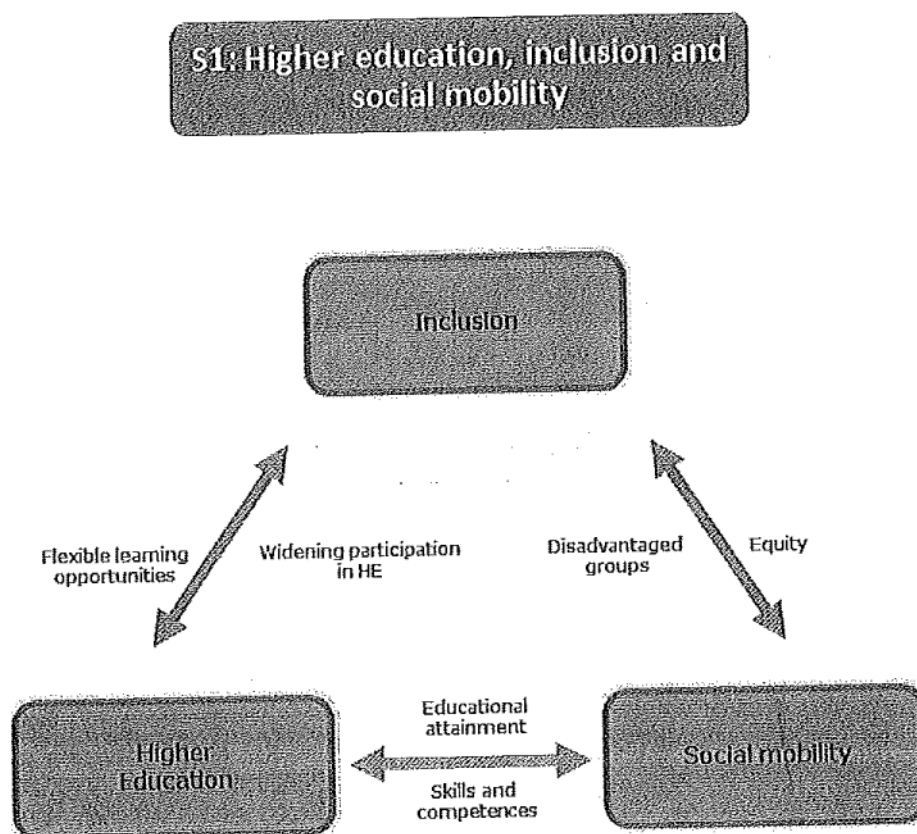 S1: Higher education, inclusion and
social mobility
Inclusion
Flexible learning
opportunities
Widening participation
in HE
Disadvantaged
groups
Equity
Higher
Education
Educational
attainment
Skills and
competences
Social mobility